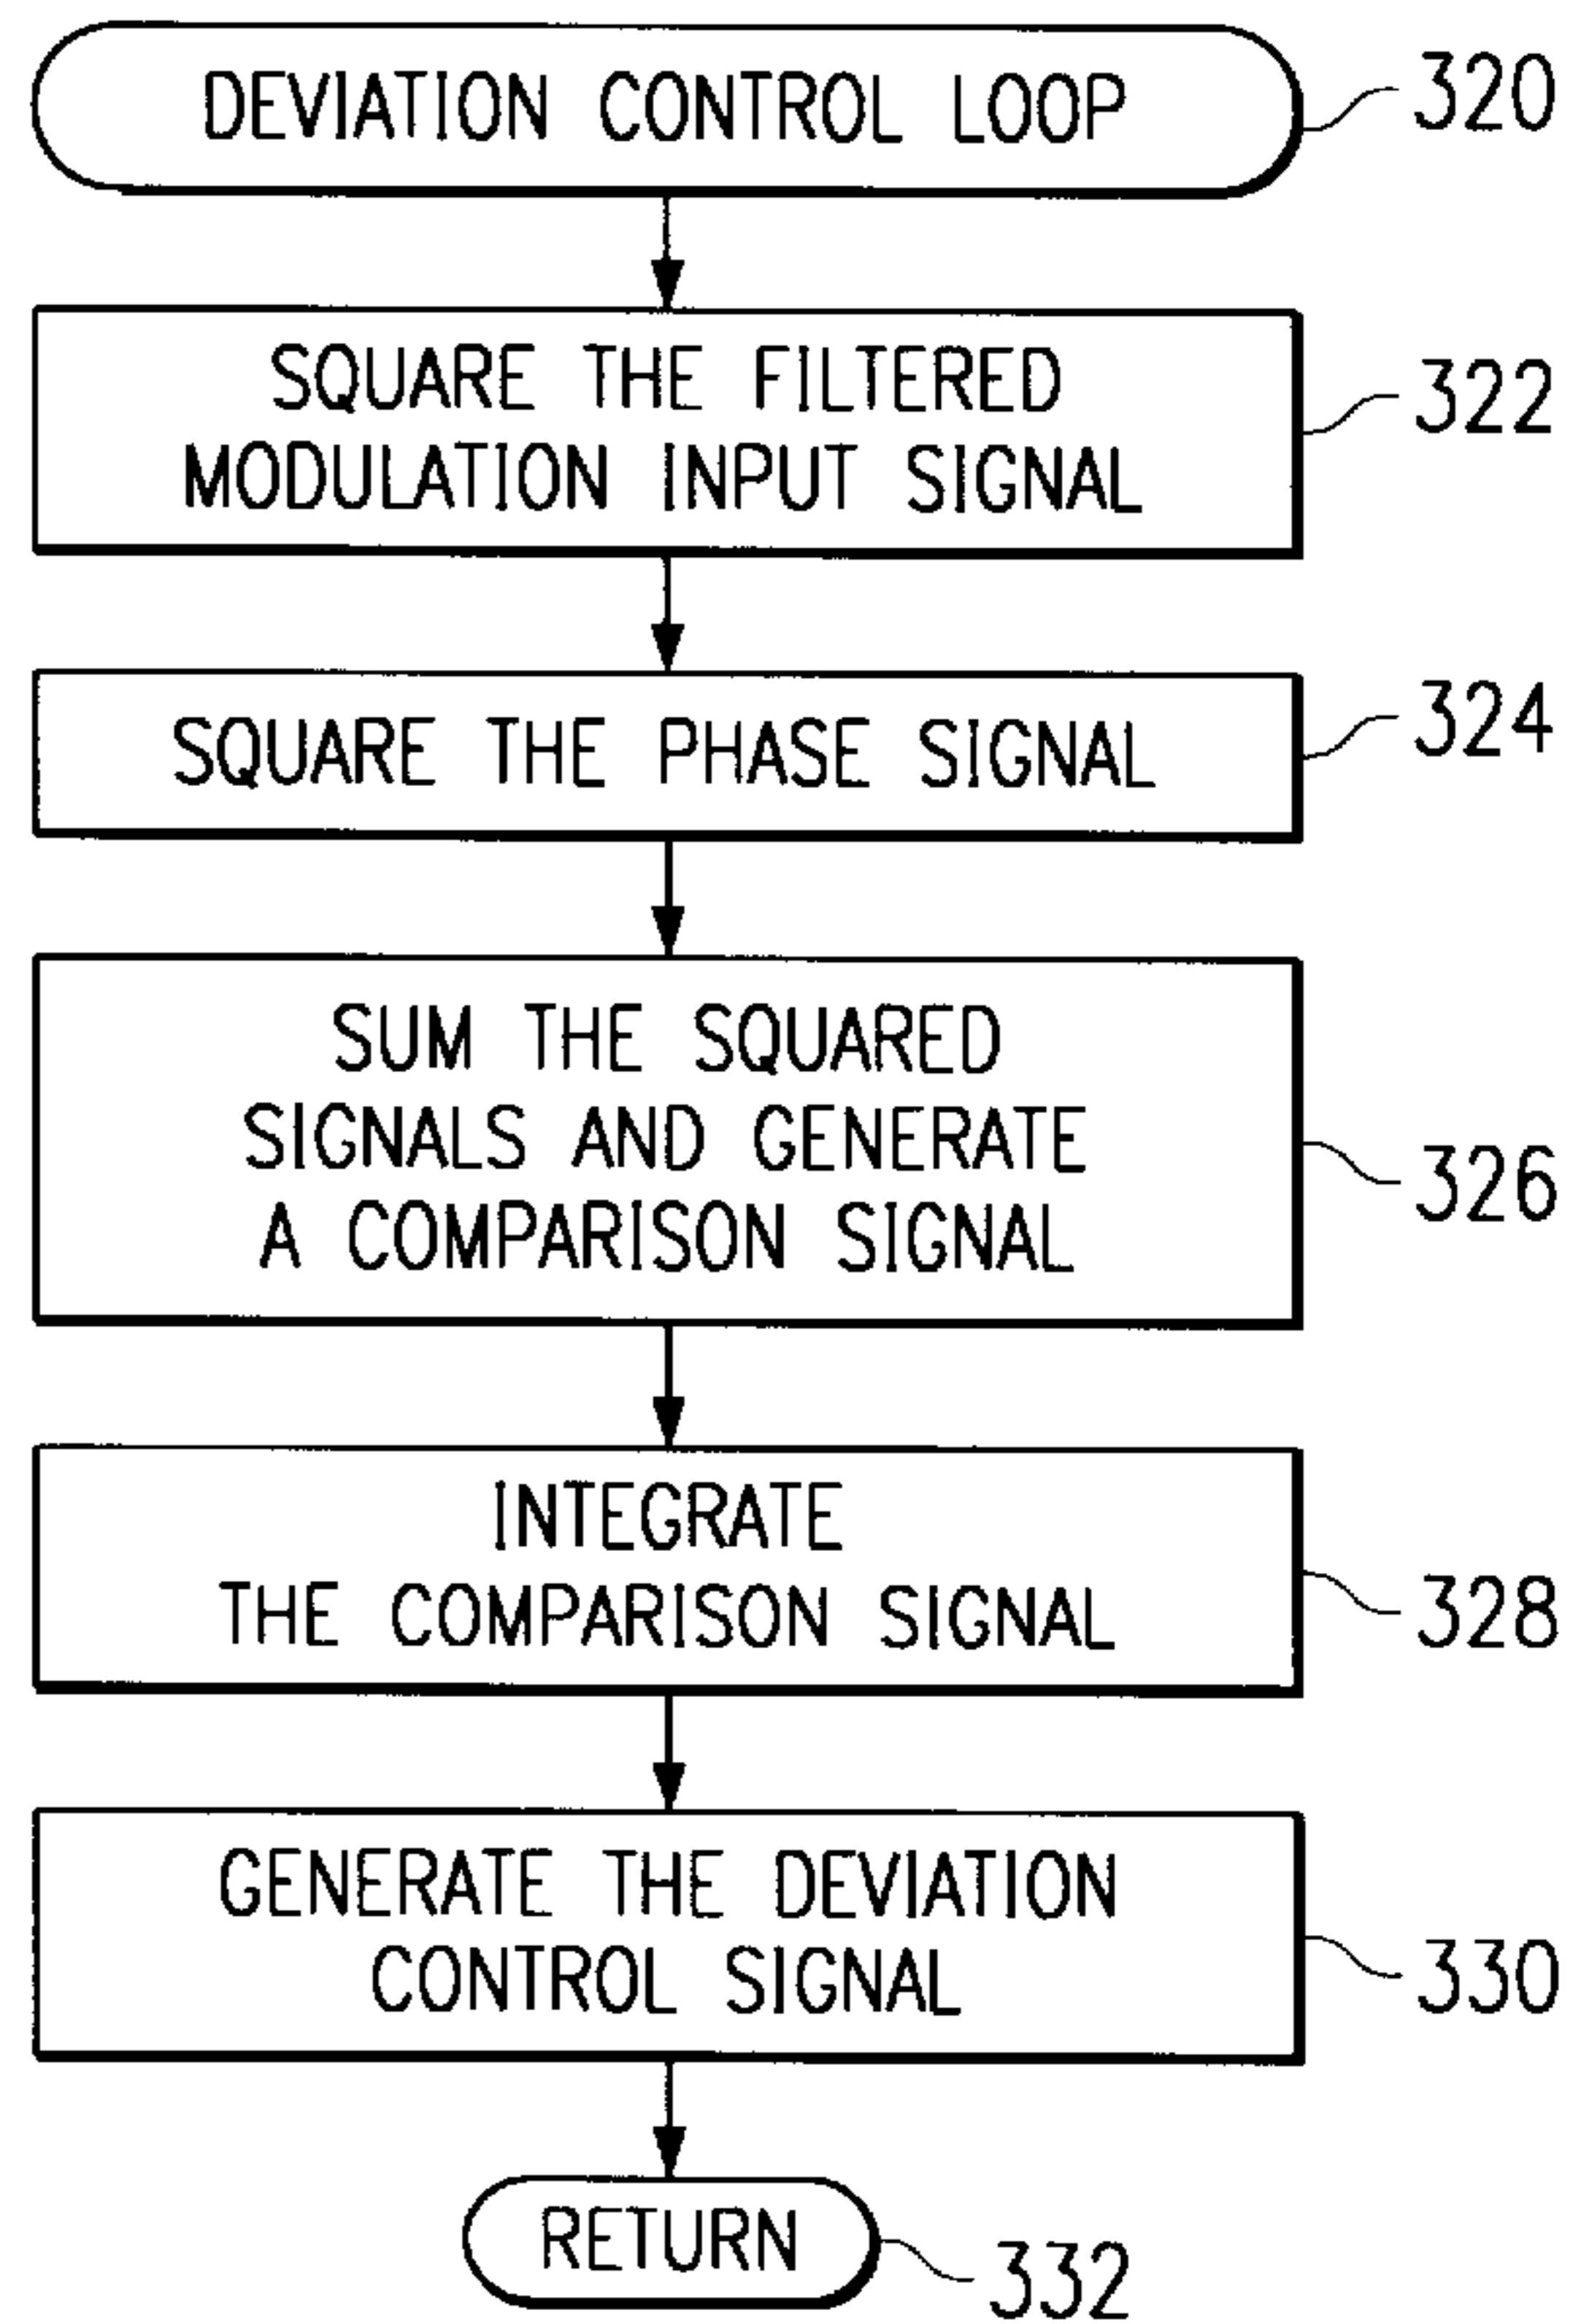 DEVIATION CONTROL LOOP
320
SQUARE THE FILTERED
MODULATION INPUT SIGNAL
322
SQUARE THE PHASE SIGNAL
324
SUM THE SQUARED
SIGNALS AND GENERATE
A COMPARISON SIGNAL
326
INTEGRATE
THE COMPARISON SIGNAL
328
GENERATE THE DEVIATION
CONTROL SIGNAL
330
RETURN
332